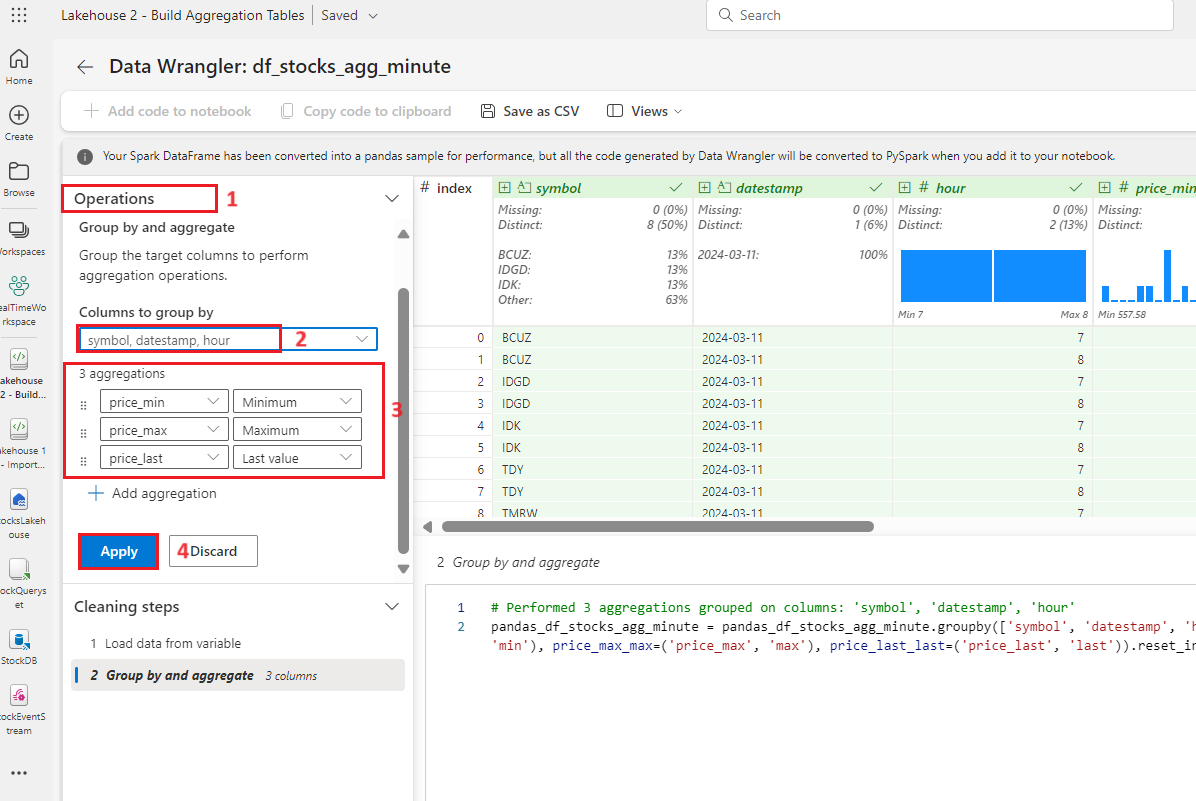 Lakehouse 2 - Build Aggregation Tables
Saved
Search
Home
Create
Browse
Workspaces
RealTimeWo
rkspace
Lakehouse
2 - Build...
Lakehouse 1
- Import...
StocksLakeh
ouse
StockQuerys
et
StockDB
StockEventS
tream
Data Wrangler: df_stocks_agg_minute
Add code to notebook
Copy code to clipboard
Save as CSV
Views
Your Spark DataFrame has been converted into a pandas sample for performance, but all the code generated by Data Wrangler will be converted to PySpark when you add it to your notebook.
Operations 1
Group by and aggregate
Group the target columns to perform
aggregation operations.
Columns to group by
symbol, datestamp, hour 2
3 aggregations
price_min Minimum
price_max Maximum
3
price_last Last value
Add aggregation
Apply 4 Discard
Cleaning steps
1 Load data from variable
2 Group by and aggregate 3 columns
# index symbol datestamp # hour # price_min
Missing: 0 (0%) Missing: 0 (0%) Missing: 0 (0%) Missing:
Distinct: 8 (50%) Distinct: 1 (6%) Distinct: 2 (13%) Distinct:
BCUZ: 13% 2024-03-11: 100%
IDGD: 13%
IDK: 13%
Other: 63%
Min 7 Max 8 Min 557.58
0 BCUZ 2024-03-11 7
1 BCUZ 2024-03-11 8
2 IDGD 2024-03-11 7
3 IDGD 2024-03-11 8
4 IDK 2024-03-11 7
5 IDK 2024-03-11 8
6 TDY 2024-03-11 7
7 TDY 2024-03-11 8
8 TMRW 2024-03-11 7
2 Group by and aggregate
1 # Performed 3 aggregations grouped on columns: 'symbol', 'datestamp', 'hour'
2 pandas_df_stocks_agg_minute = pandas_df_stocks_agg_minute.groupby(['symbol', 'datestamp', 'h
'min'), price_max_max=('price_max', 'max'), price_last_last=('price_last', 'last')).reset_in